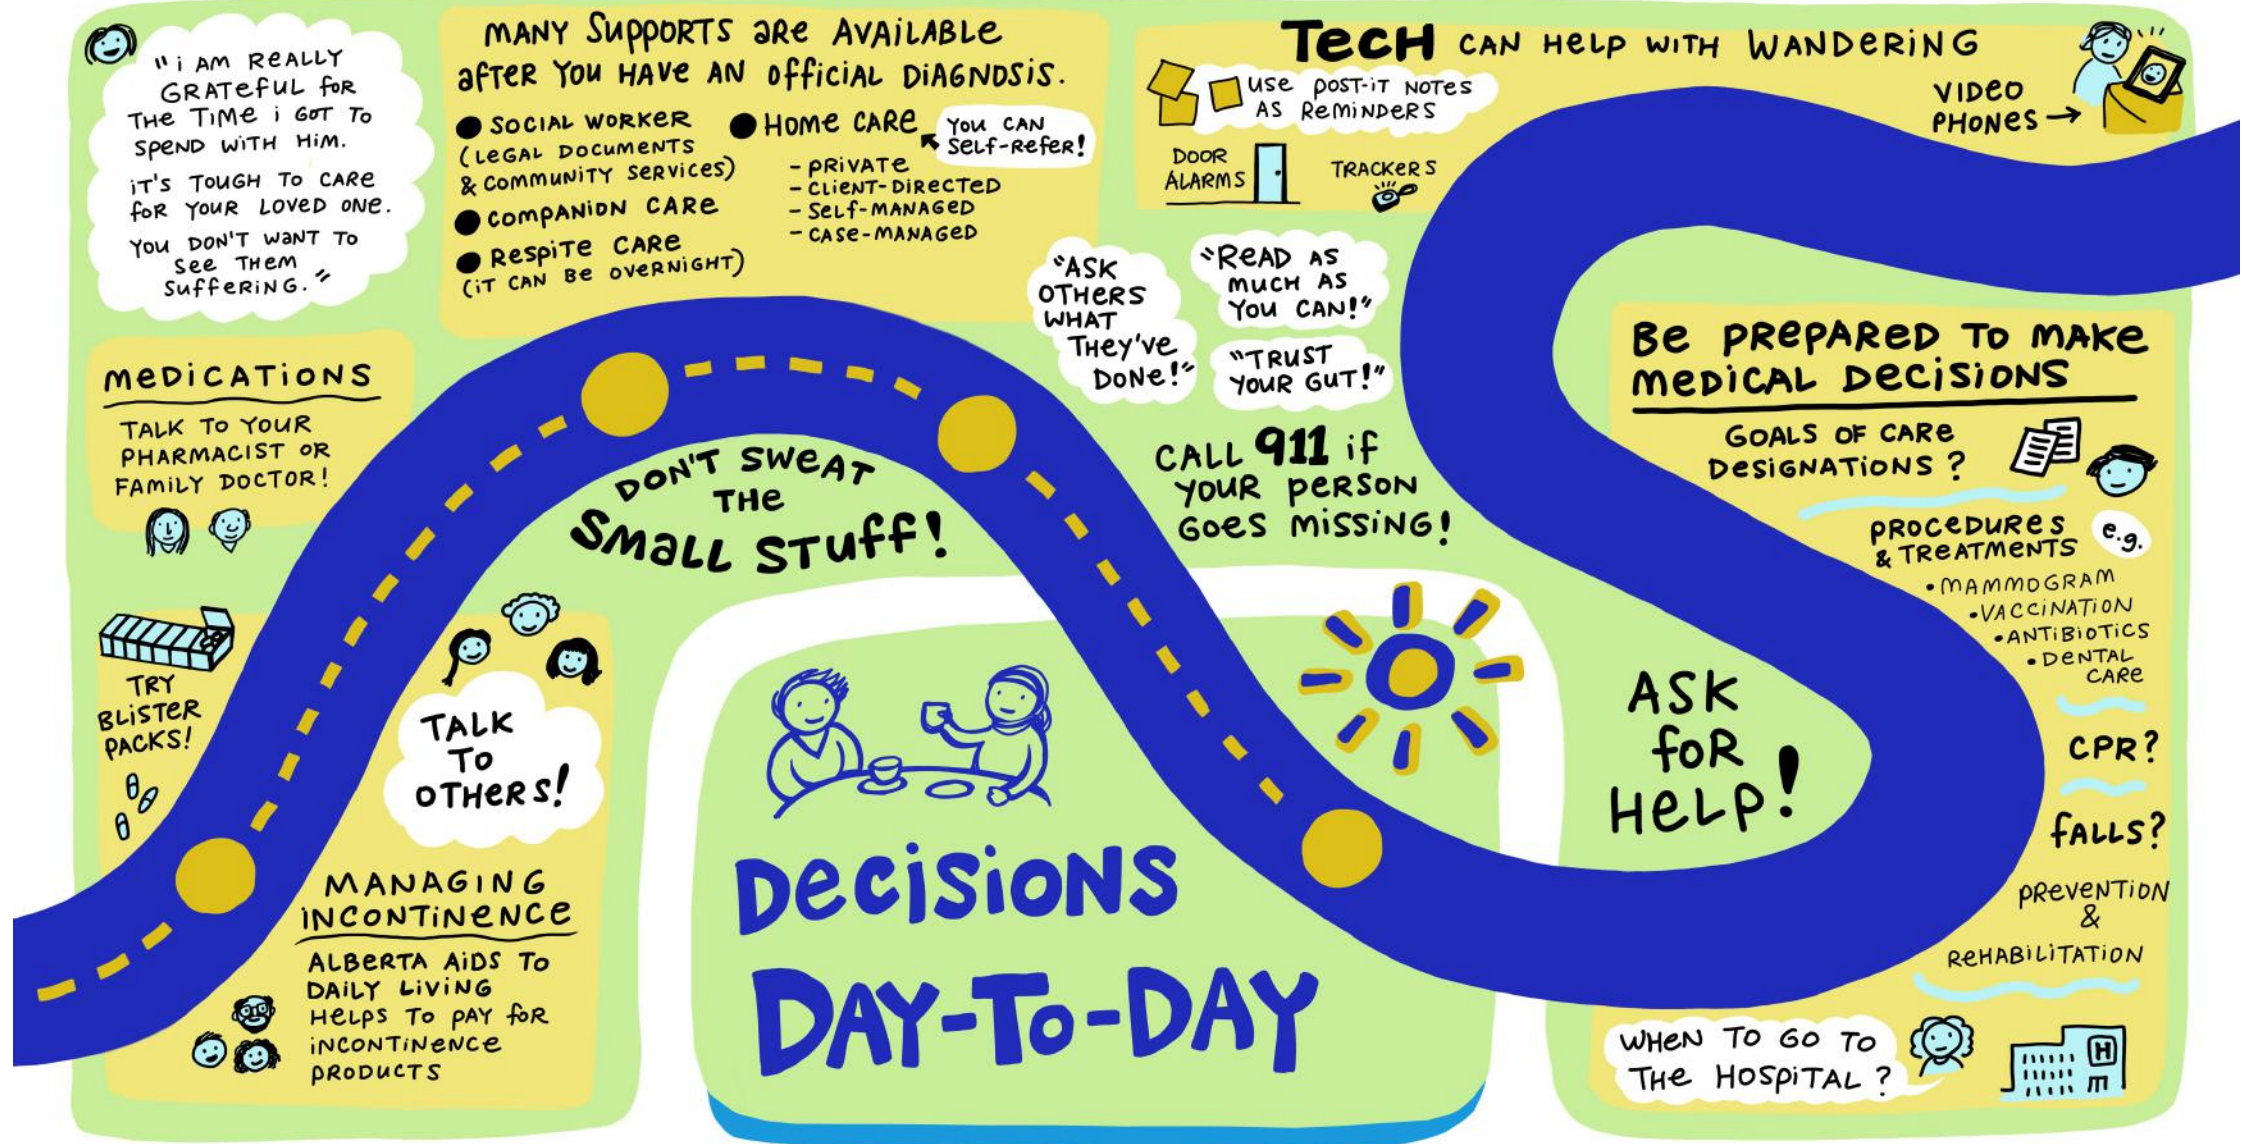 "I AM REALLY
GRATEFUL FOR
THE TIME I GOT TO
SPEND WITH HIM.
IT'S TOUGH TO CARE
FOR YOUR LOVED ONE.
YOU DON'T WANT TO
SEE THEM
SUFFERING."
MANY SUPPORTS ARE AVAILABLE
AFTER YOU HAVE AN OFFICIAL DIAGNOSIS.
● SOCIAL WORKER
(LEGAL DOCUMENTS
& COMMUNITY SERVICES)
● COMPANION CARE
● RESPITE CARE
(IT CAN BE OVERNIGHT)
● HOME CARE
YOU CAN
SELF-REFER!
- PRIVATE
- CLIENT-DIRECTED
- SELF-MANAGED
- CASE-MANAGED
TECH CAN HELP WITH WANDERING
USE POST-IT NOTES
AS REMINDERS
DOOR
ALARMS
TRACKERS
VIDEO
PHONES →
"ASK
OTHERS
WHAT
THEY'VE
DONE!"
"READ AS
MUCH AS
YOU CAN!"
"TRUST
YOUR GUT!"
CALL 911 IF
YOUR PERSON
GOES MISSING!
MEDICATIONS
TALK TO YOUR
PHARMACIST OR
FAMILY DOCTOR!
TRY
BLISTER
PACKS!
DON'T SWEAT
THE
SMALL STUFF!
TALK
TO
OTHERS!
MANAGING
INCONTINENCE
ALBERTA AIDS TO
DAILY LIVING
HELPS TO PAY FOR
INCONTINENCE
PRODUCTS
DECISIONS
DAY-TO-DAY
ASK
FOR
HELP!
BE PREPARED TO MAKE
MEDICAL DECISIONS
GOALS OF CARE
DESIGNATIONS?
PROCEDURES
& TREATMENTS
e.g.
• MAMMOGRAM
• VACCINATION
• ANTIBIOTICS
• DENTAL
CARE
CPR?
FALLS?
PREVENTION
&
REHABILITATION
WHEN TO GO TO
THE HOSPITAL?
H